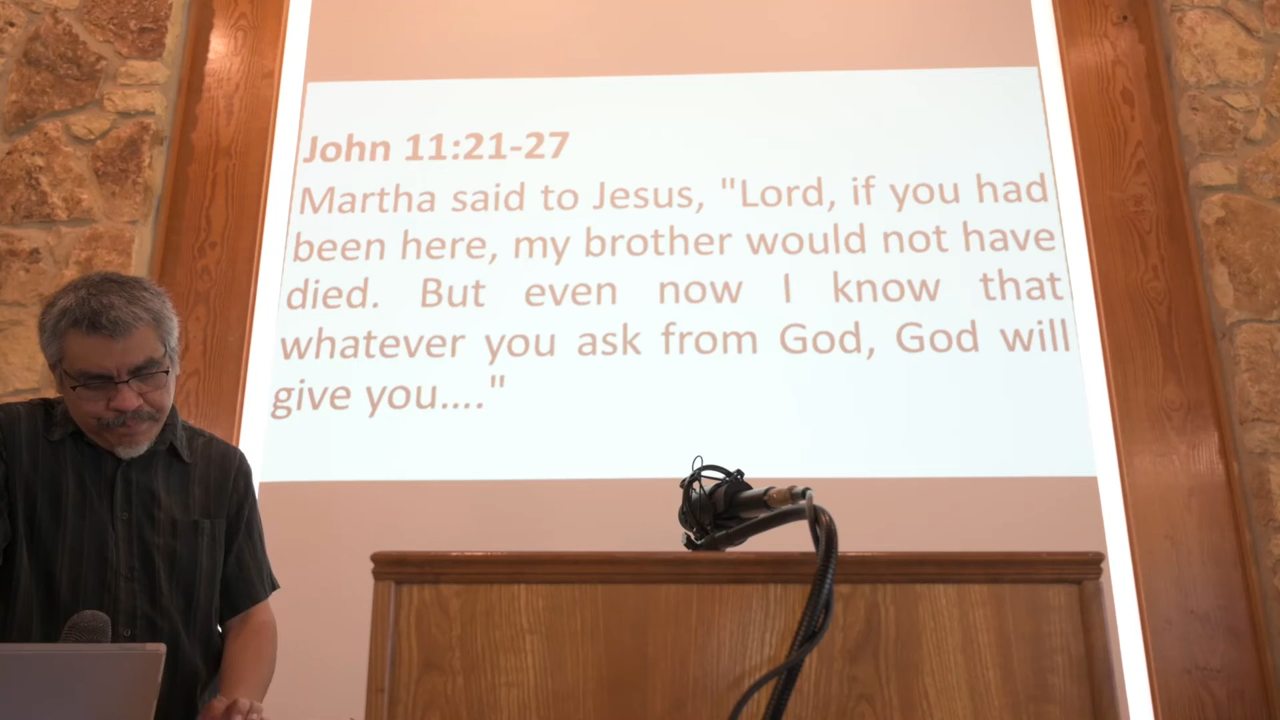 John 11:21-27
Martha said to Jesus, "Lord, if you had
been here, my brother would not have
died. But even now I know that
whatever you ask from God, God will
give you...."